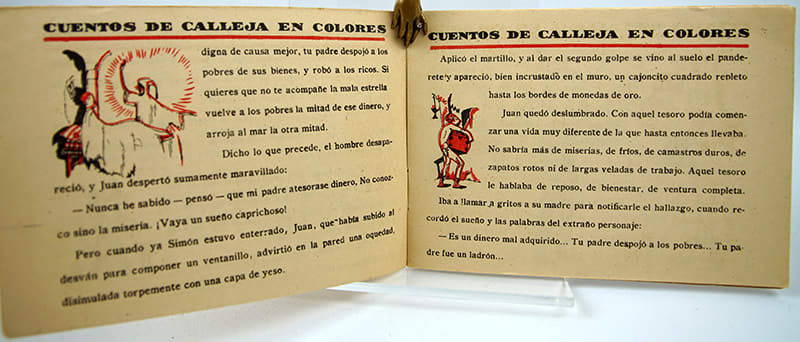 CUENTOS DE CALLEJA EN COLORES
digna de causa mejor, tu padre despojó a los
pobres de sus bienes, y robó a los ricos. Si
quieres que no te acompañe la mala estrella
vuelve a los pobres la mitad de ese dinero, y
arroja al mar la otra mitad.
Dicho lo que precede, el hombre desapa-
reció, y Juan despertó sumamente maravillado:
— Nunca he sabido — pensó — que mi padre atesorase dinero, No conoz-
co sino la miseria. ¡Vaya un sueño caprichoso!
Pero cuando ya Simón estuvo enterrado, Juan, que había subido al
desván para componer un ventanillo, advirtió en la pared una oquedad,
disimulada torpemente con una capa de yeso.
CUENTOS DE CALLEJA EN COLORES
Aplicó el martillo, y al dar el segundo golpe se vino al suelo el pande-
rete y apareció, bien incrustado en el muro, un cajoncito cuadrado repleto
hasta los bordes de monedas de oro.
Juan quedó deslumbrado. Con aquel tesoro podía comen-
zar una vida muy diferente de la que hasta entonces llevaba.
No sabría más de miserias, de fríos, de camastros duros, de
zapatos rotos ni de largas veladas de trabajo. Aquel tesoro
le hablaba de reposo, de bienestar, de ventura completa.
Iba a llamar a gritos a su madre para notificarle el hallazgo, cuando re-
cordó el sueño y las palabras del extraño personaje:
— Es un dinero mal adquirido... Tu padre despojó a los pobres... Tu pa-
dre fue un ladrón...